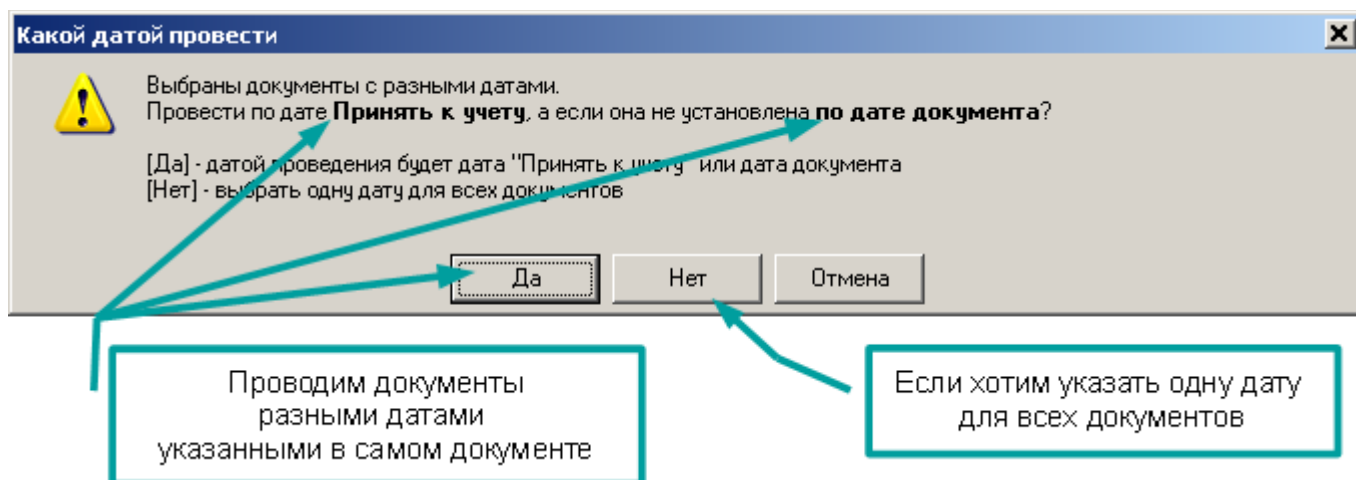 Какой датой провести
Выбраны документы с разными датами.
Провести по дате Принять к учету, а если она не установлена по дате документа?
[Да] - датой проведения будет дата "Принять к учету" или дата документа
[Нет] - выбрать одну дату для всех документов
Да Нет Отмена
Проводим документы
разными датами
указанными в самом документе
Если хотим указать одну дату
для всех документов